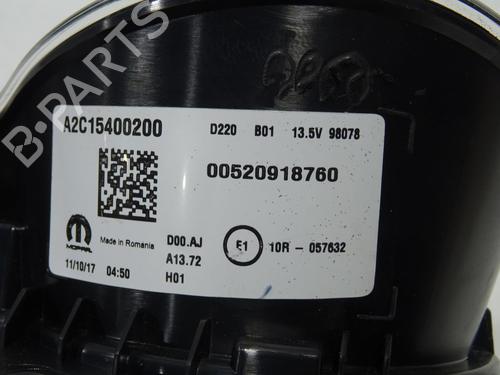 A2C15400200
D220 B01 13.5V 98078
00520918760
MOPAR
Made in Romania
11/10/17 04:50
D00.AJ
A13.72
H01
E1
10R - 057632
B-PARTS